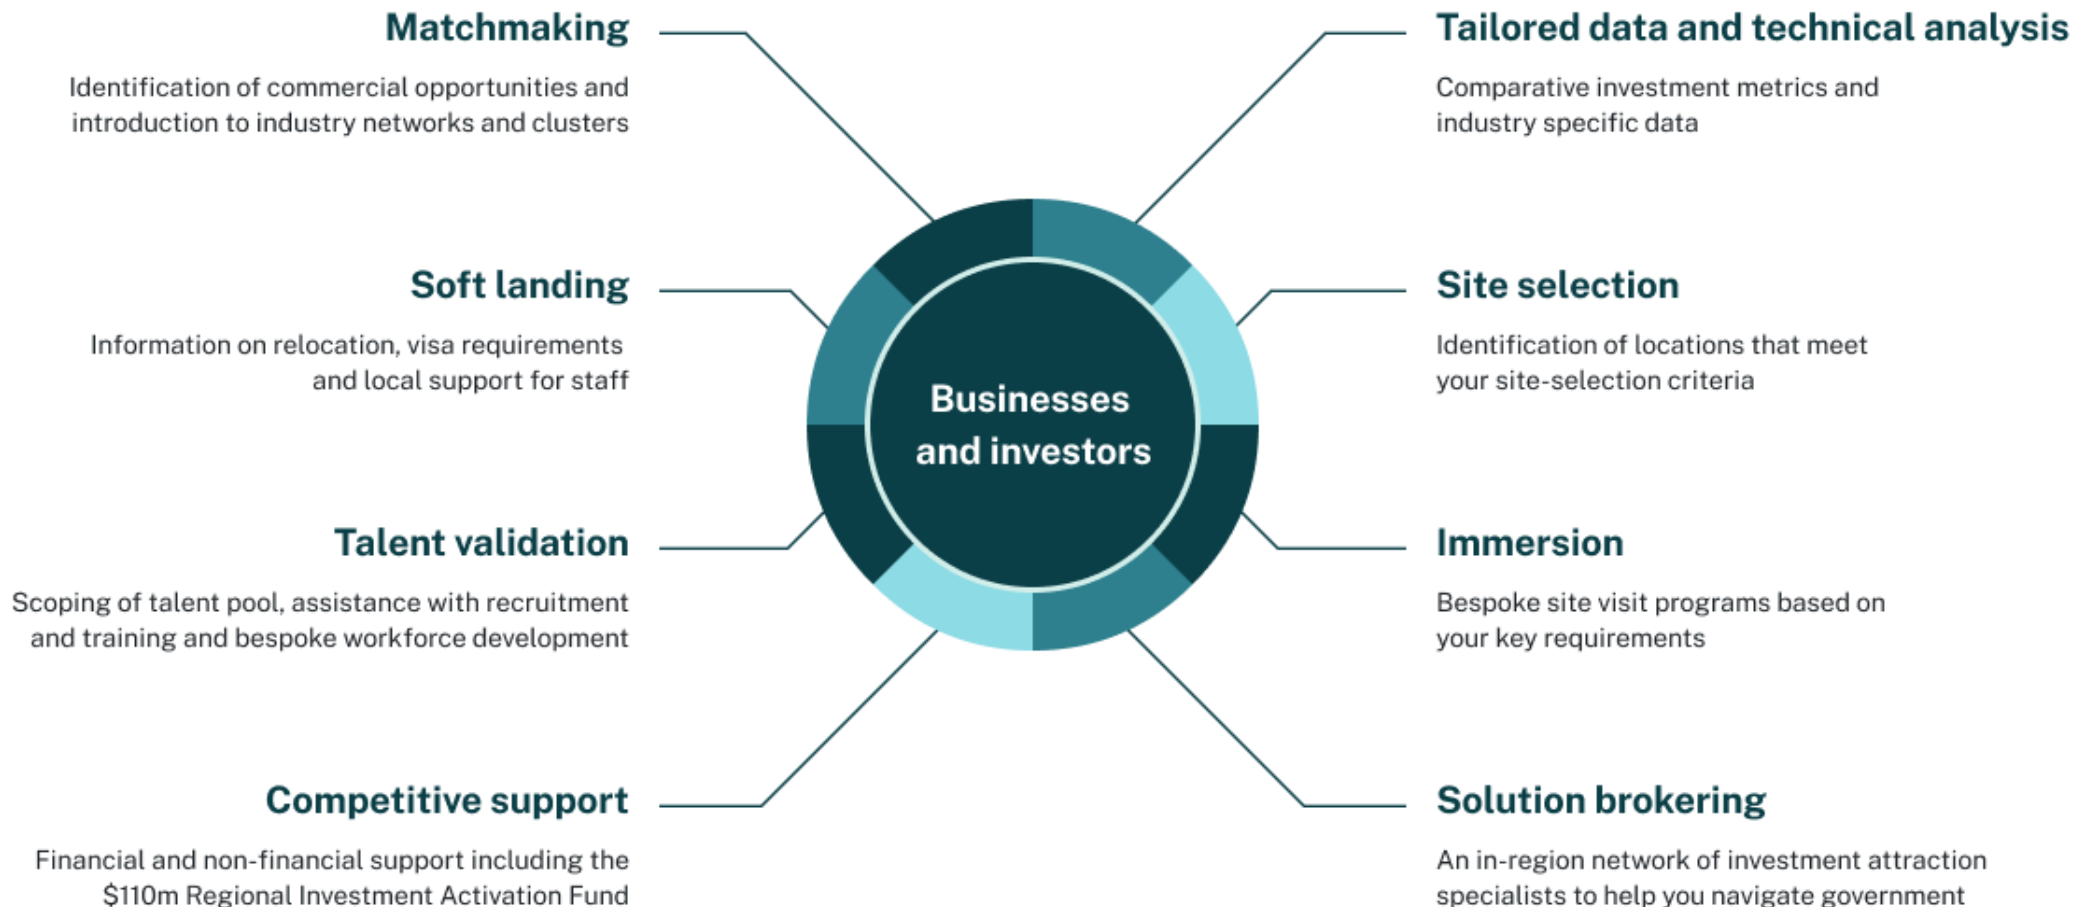 Matchmaking
Identification of commercial opportunities and
introduction to industry networks and clusters
Soft landing
Information on relocation, visa requirements
and local support for staff
Talent validation
Scoping of talent pool, assistance with recruitment
and training and bespoke workforce development
Competitive support
Financial and non-financial support including the
$110m Regional Investment Activation Fund
Businesses
and investors
Tailored data and technical analysis
Comparative investment metrics and
industry specific data
Site selection
Identification of locations that meet
your site-selection criteria
Immersion
Bespoke site visit programs based on
your key requirements
Solution brokering
An in-region network of investment attraction
specialists to help you navigate government